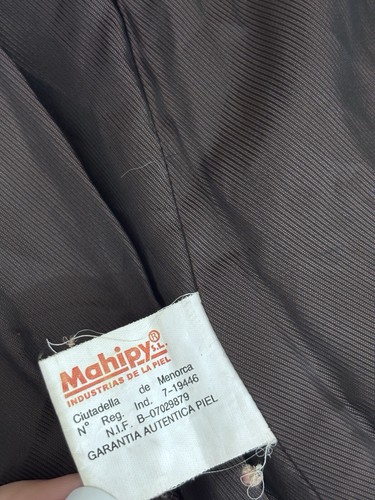 Mahipy® S.L.
INDUSTRIAS DE LA PIEL
Ciutadella de Menorca
Nº Reg. Ind. 7-19446
N.I.F. B-07029879
GARANTIA AUTENTICA PIEL